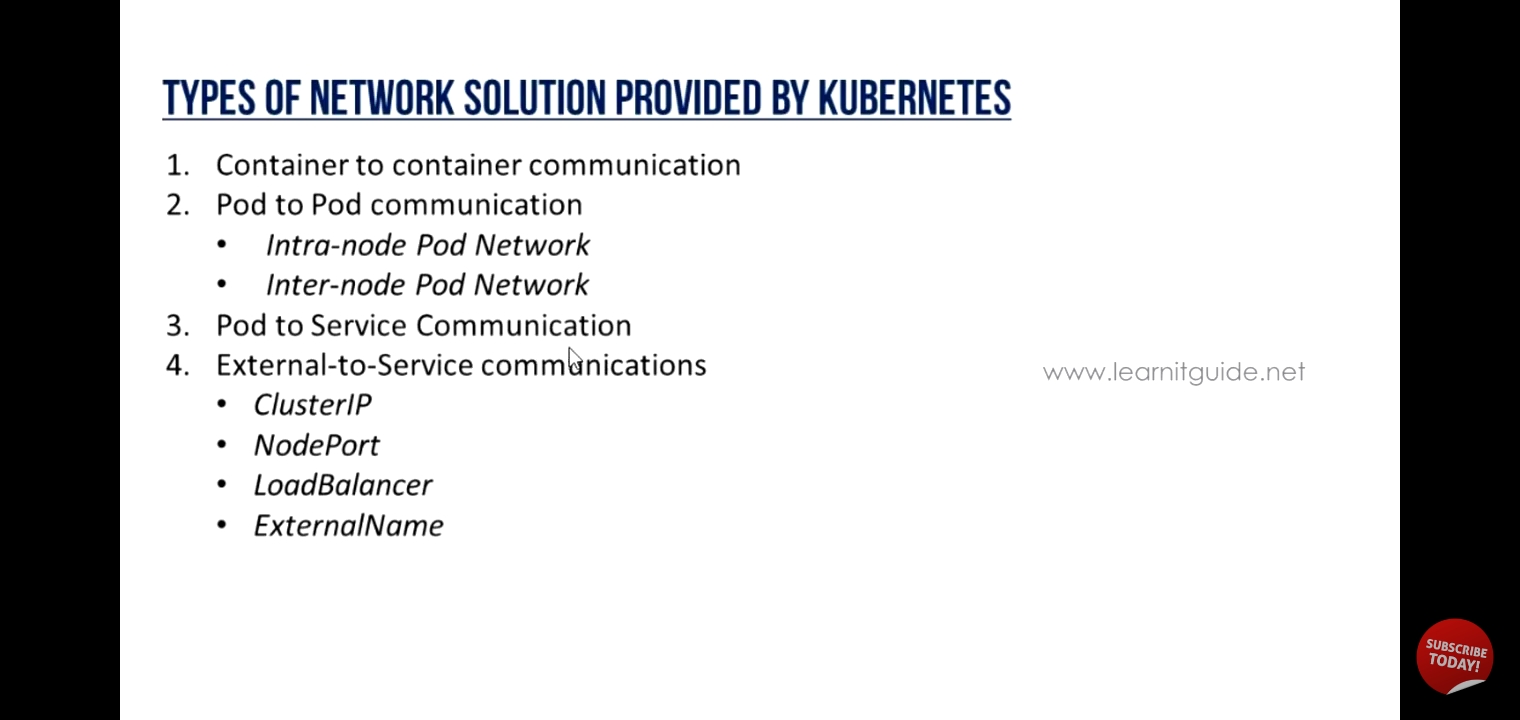 TYPES OF NETWORK SOLUTION PROVIDED BY KUBERNETES
1. Container to container communication
2. Pod to Pod communication
• Intra-node Pod Network
• Inter-node Pod Network
3. Pod to Service Communication
4. External-to-Service communications
www.learnitguide.net
• ClusterIP
• NodePort
• LoadBalancer
• ExternalName
SUBSCRIBE
TODAY!